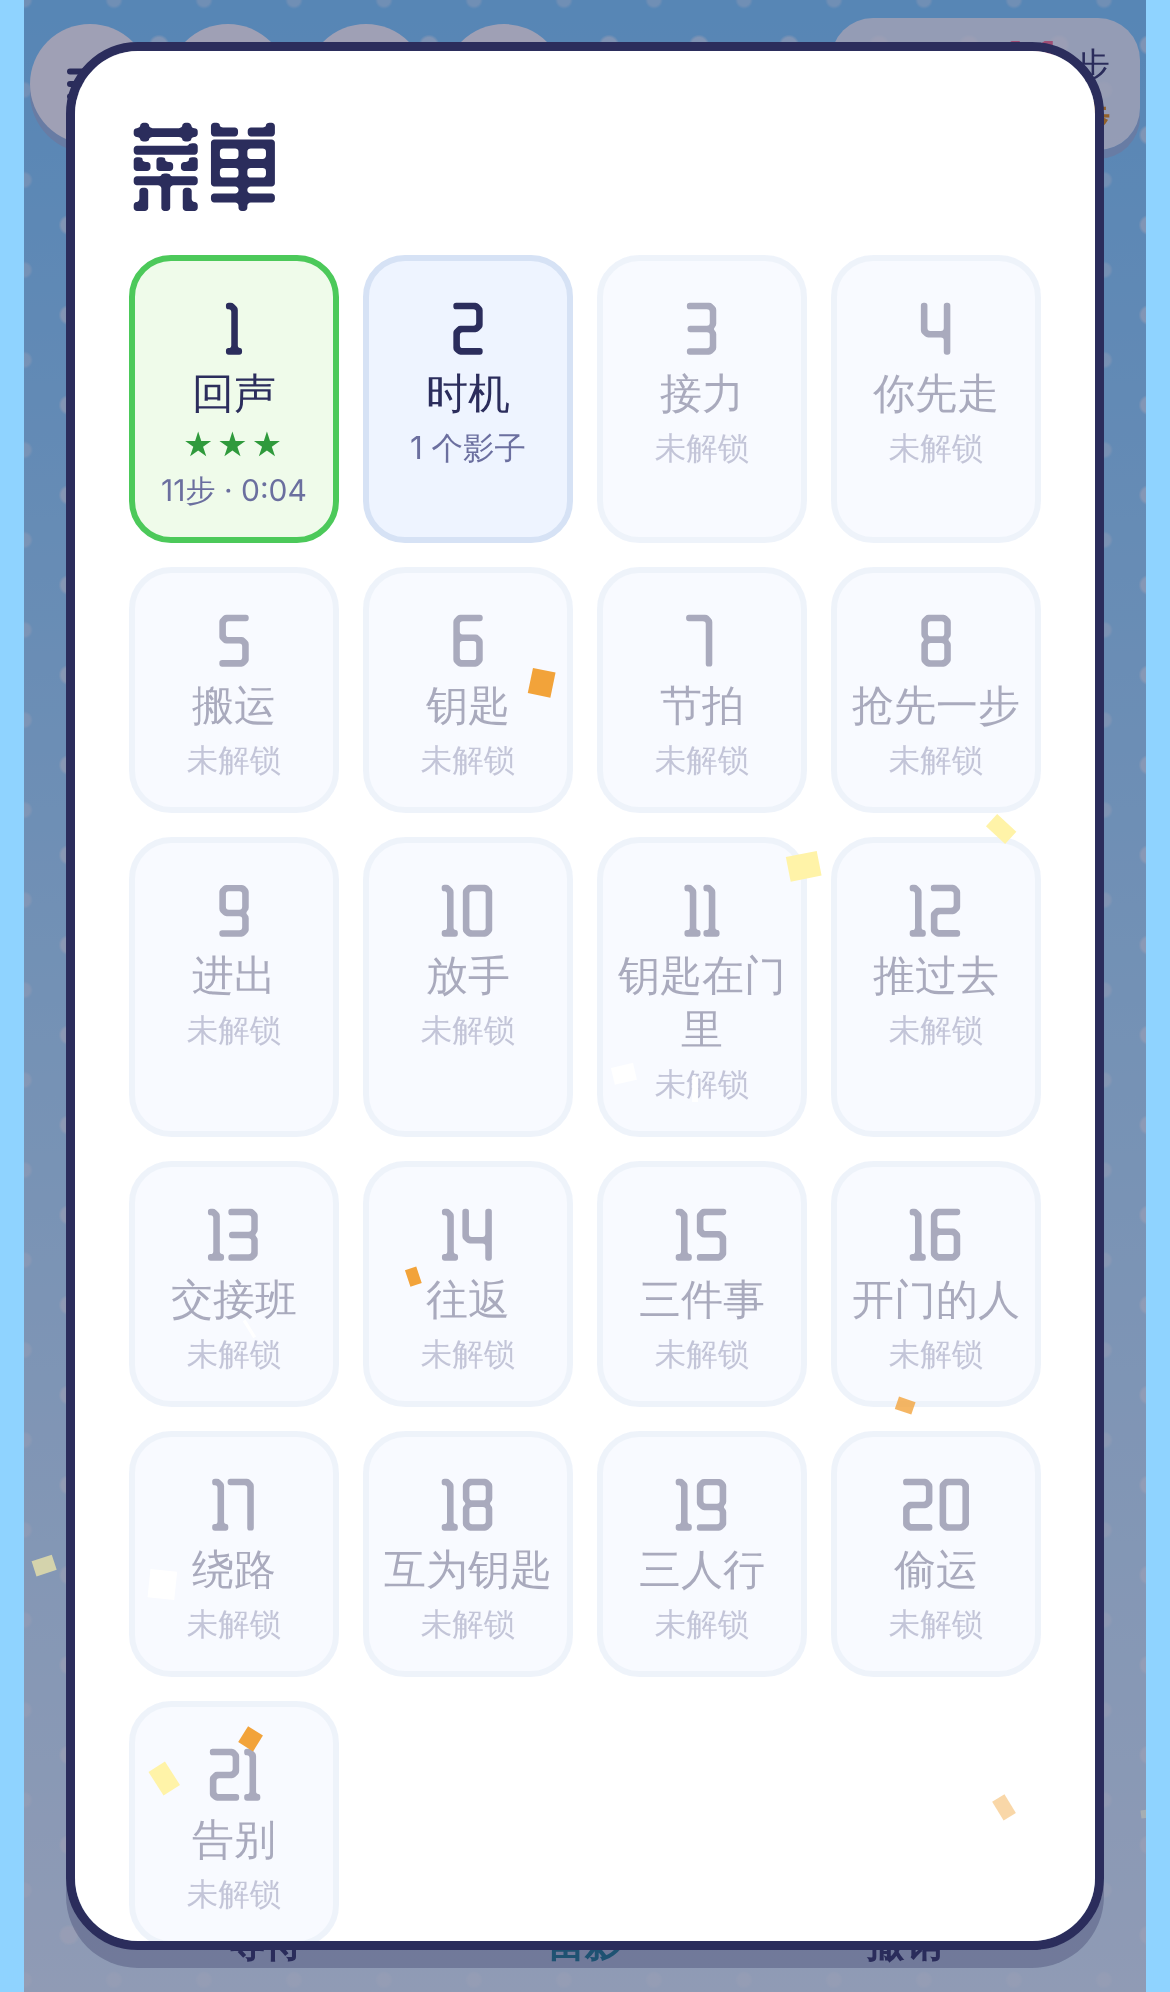 步
菜单
1
回声
★★★
11步 · 0:04
2
时机
1 个影子
3
接力
未解锁
4
你先走
未解锁
5
搬运
未解锁
6
钥匙
未解锁
7
节拍
未解锁
8
抢先一步
未解锁
9
进出
未解锁
10
放手
未解锁
11
钥匙在门
里
未解锁
12
推过去
未解锁
13
交接班
未解锁
14
往返
未解锁
15
三件事
未解锁
16
开门的人
未解锁
17
绕路
未解锁
18
互为钥匙
未解锁
19
三人行
未解锁
20
偷运
未解锁
21
告别
未解锁